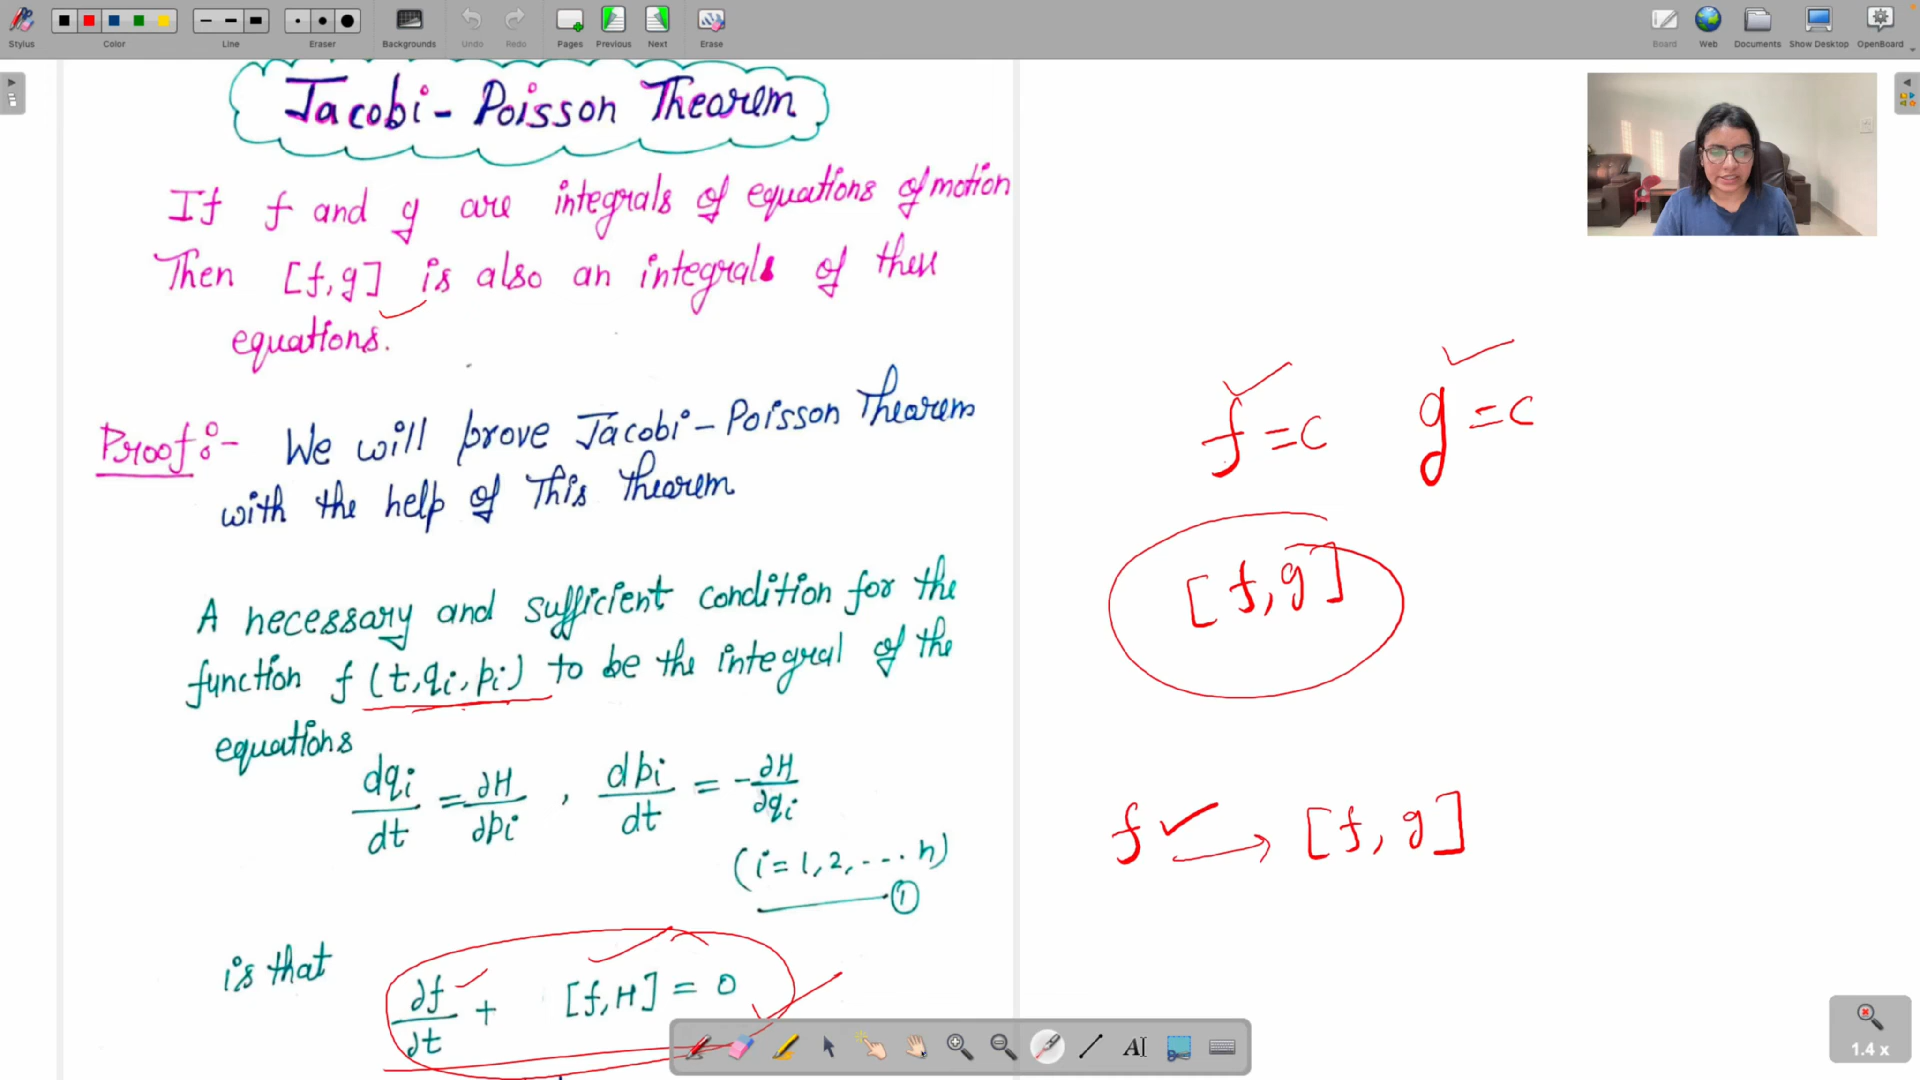 Stylus
Color
Line
Eraser
Backgrounds
Undo
Redo
Pages
Previous
Next
Erase
Board
Web
Documents
Show Desktop
OpenBoard
Jacobi - Poisson Theorem
If f and g are integrals of equations of motion
Then [f,g] is also an integrals of these
equations.
Proof:- We will prove Jacobi - Poisson Theorem
with the help of This theorem
A necessary and sufficient condition for the
function f (t, qi, pi) to be the integral of the
equations
dqi/dt = ∂H/∂pi , dpi/dt = -∂H/∂qi
(i = 1, 2, .... n)
①
is that
∂f/∂t + [f, H] = 0
f = c g = c
[f, g]
f → [f, g]
1.4 x